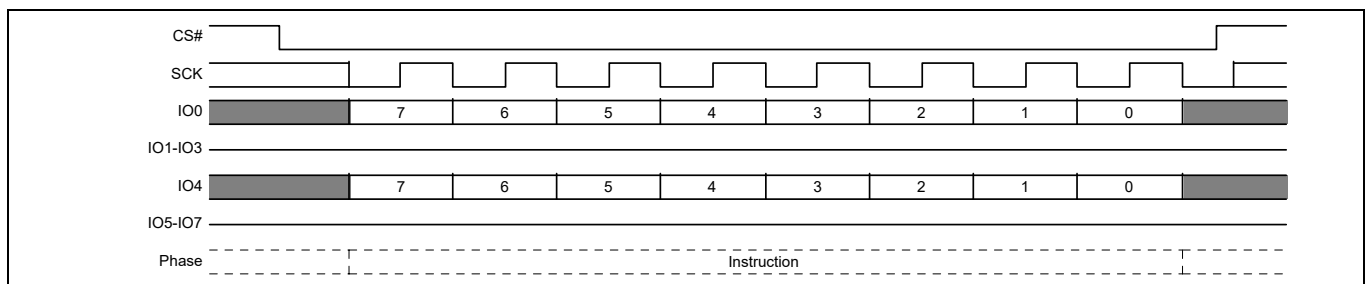 CS#
SCK
IO0 7 6 5 4 3 2 1 0
IO1-IO3
IO4 7 6 5 4 3 2 1 0
IO5-IO7
Phase Instruction